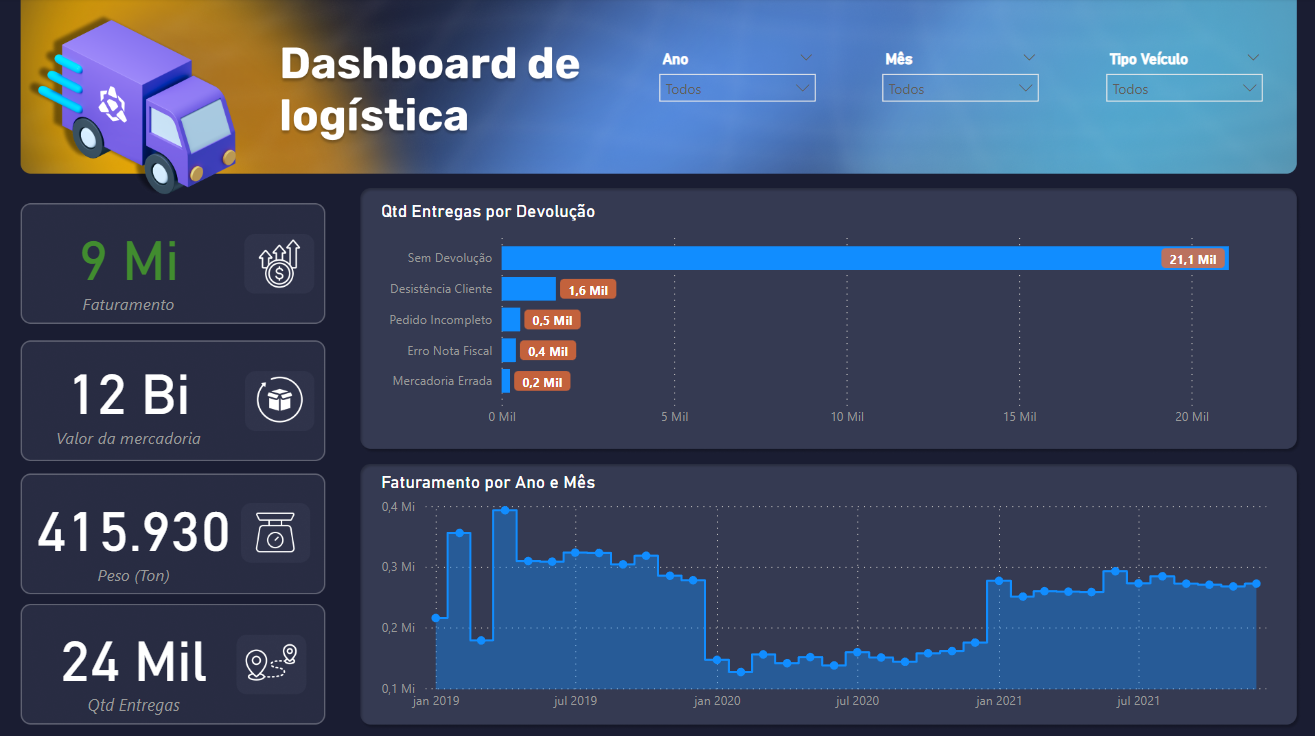 Dashboard de
logística
Ano
Todos
Mês
Todos
Tipo Veículo
Todos
9 Mi
Faturamento
12 Bi
Valor da mercadoria
415.930
Peso (Ton)
24 Mil
Qtd Entregas
Qtd Entregas por Devolução
Sem Devolução 21,1 Mil
Desistência Cliente 1,6 Mil
Pedido Incompleto 0,5 Mil
Erro Nota Fiscal 0,4 Mil
Mercadoria Errada 0,2 Mil
0 Mil 5 Mil 10 Mil 15 Mil 20 Mil
Faturamento por Ano e Mês
0,4 Mi
0,3 Mi
0,2 Mi
0,1 Mi
jan 2019 jul 2019 jan 2020 jul 2020 jan 2021 jul 2021